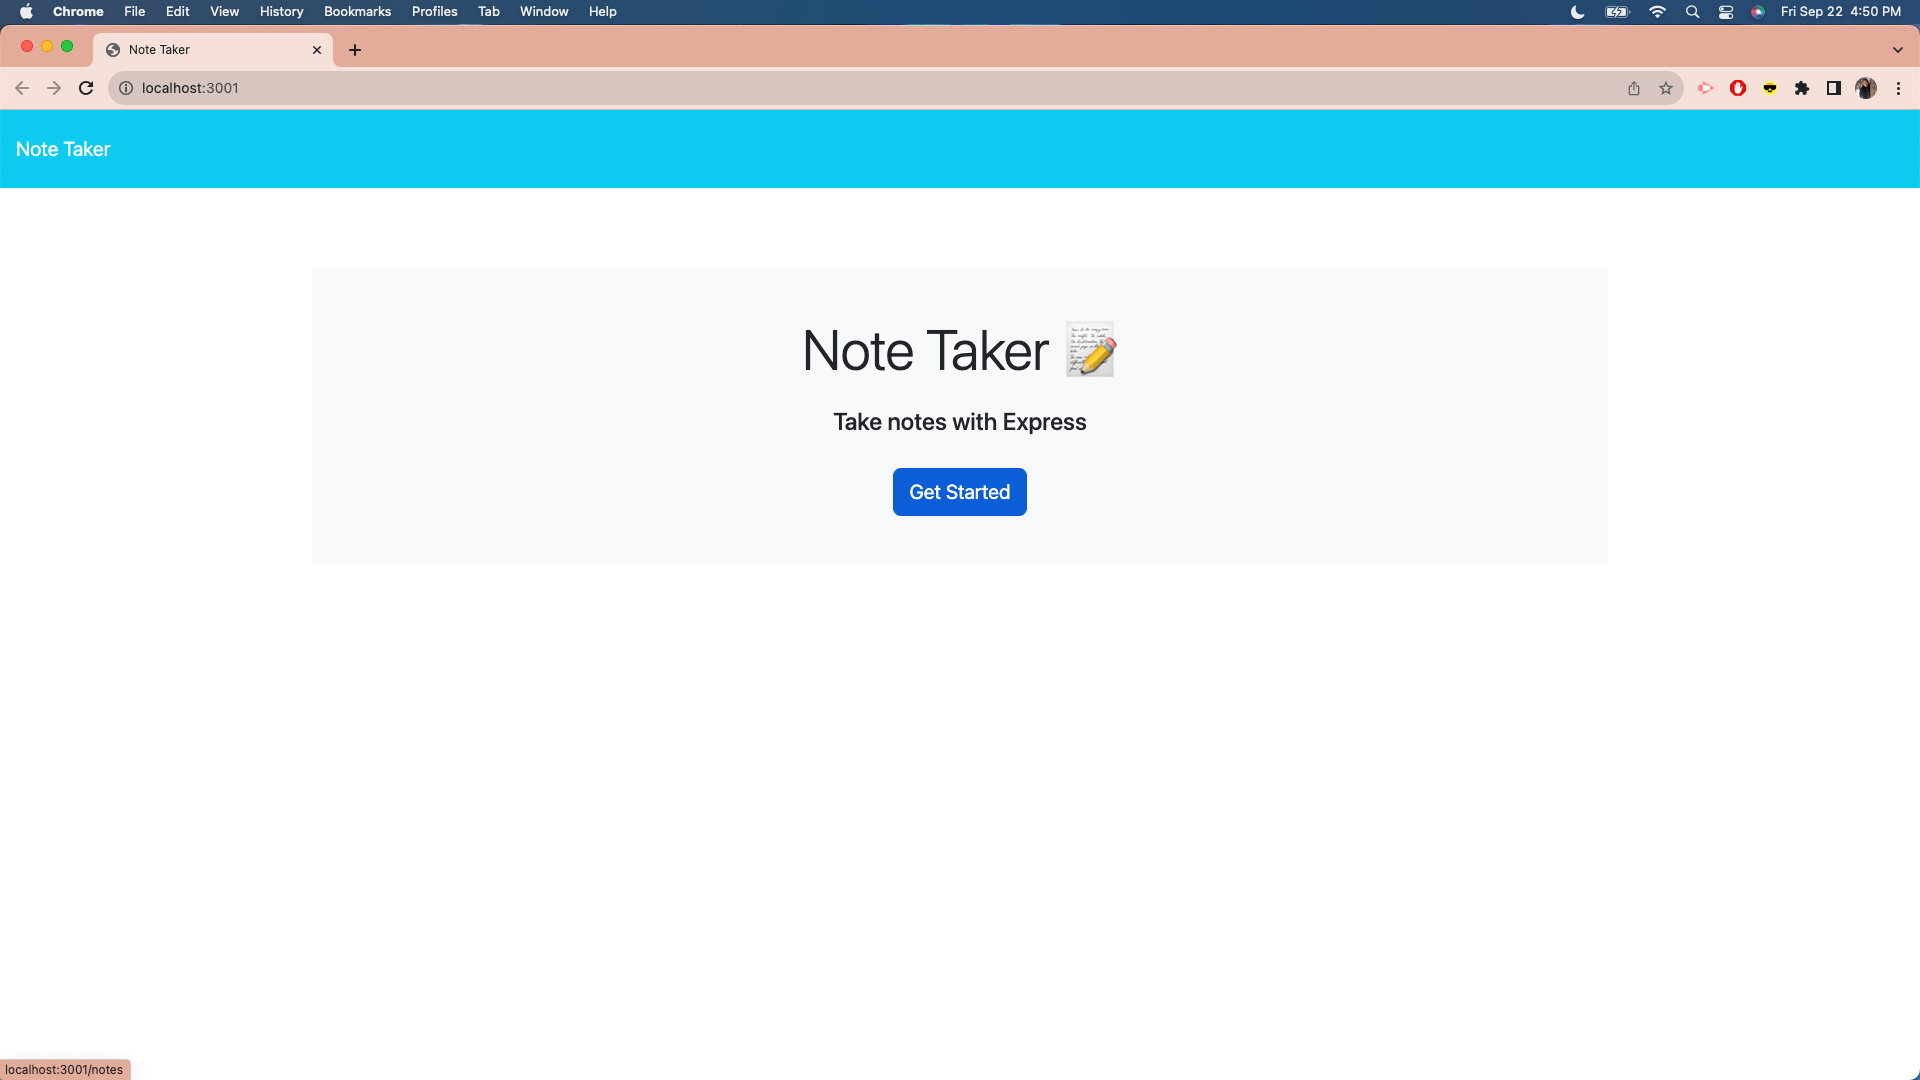 Chrome File Edit View History Bookmarks Profiles Tab Window Help Fri Sep 22 4:50 PM
Note Taker
localhost:3001
Note Taker
Note Taker
Take notes with Express
Get Started
localhost:3001/notes